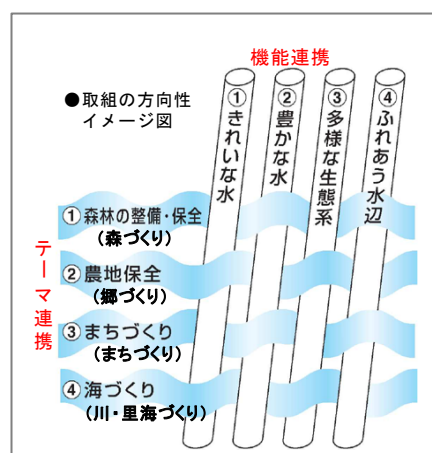 機能連携
●取組の方向性
イメージ図
①きれいな水
②豊かな水
③多様な生態系
④ふれあう水辺
テーマ連携
①森林の整備・保全
(森づくり)
②農地保全
(郷づくり)
③まちづくり
(まちづくり)
④海づくり
(川・里海づくり)